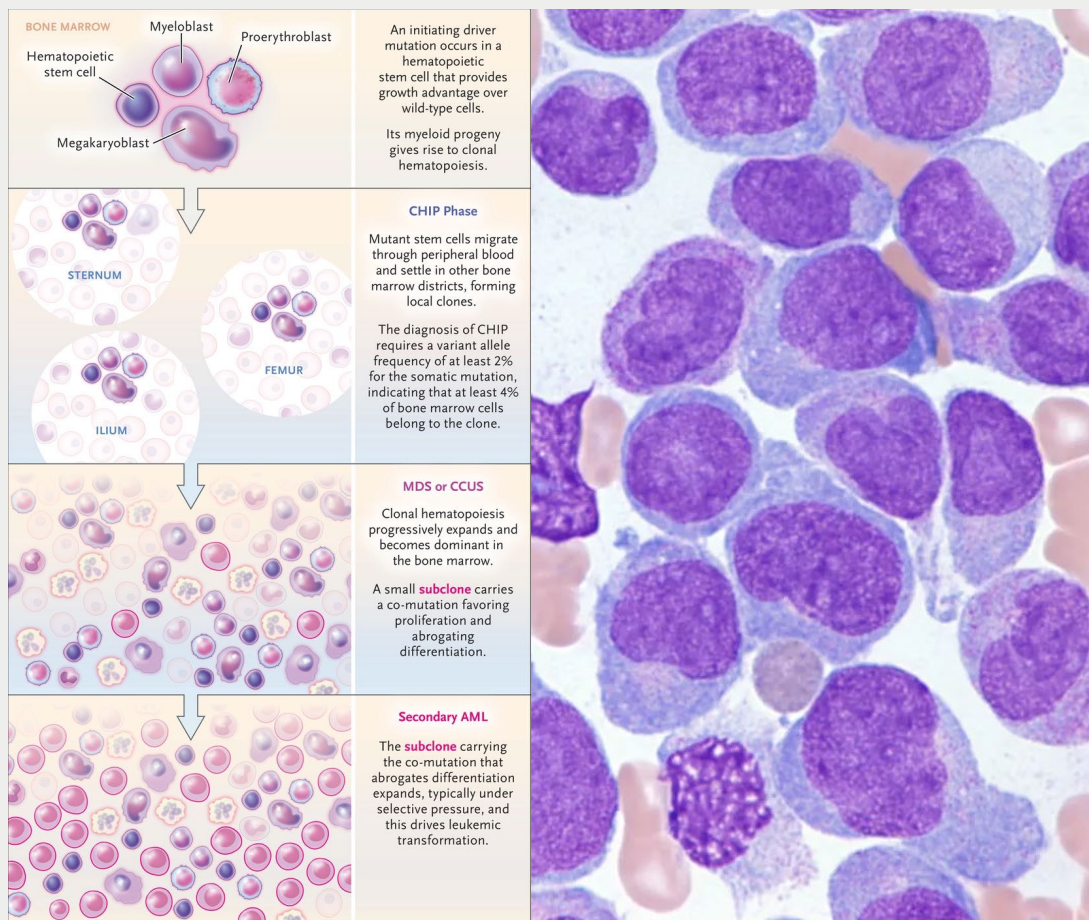 BONE MARROW
Myeloblast
Proerythroblast
Hematopoietic
stem cell
Megakaryoblast
An initiating driver
mutation occurs in a
hematopoietic
stem cell that provides
growth advantage over
wild-type cells.
Its myeloid progeny
gives rise to clonal
hematopoiesis.
STERNUM
FEMUR
ILIUM
CHIP Phase
Mutant stem cells migrate
through peripheral blood
and settle in other bone
marrow districts, forming
local clones.
The diagnosis of CHIP
requires a variant allele
frequency of at least 2%
for the somatic mutation,
indicating that at least 4%
of bone marrow cells
belong to the clone.
MDS or CCUS
Clonal hematopoiesis
progressively expands and
becomes dominant in
the bone marrow.
A small subclone carries
a co-mutation favoring
proliferation and
abrogating
differentiation.
Secondary AML
The subclone carrying
the co-mutation that
abrogates differentiation
expands, typically under
selective pressure, and
this drives leukemic
transformation.